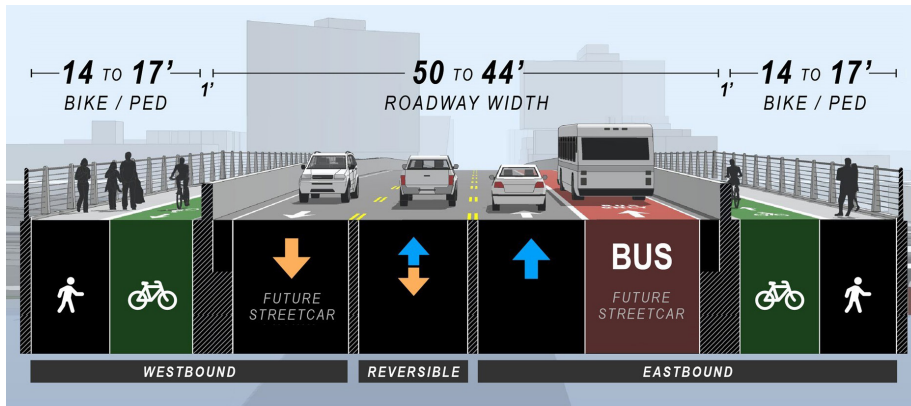 14 TO 17'
BIKE / PED
1'
50 TO 44'
ROADWAY WIDTH
1'
14 TO 17'
BIKE / PED
FUTURE
STREETCAR
BUS
FUTURE
STREETCAR
WESTBOUND
REVERSIBLE
EASTBOUND